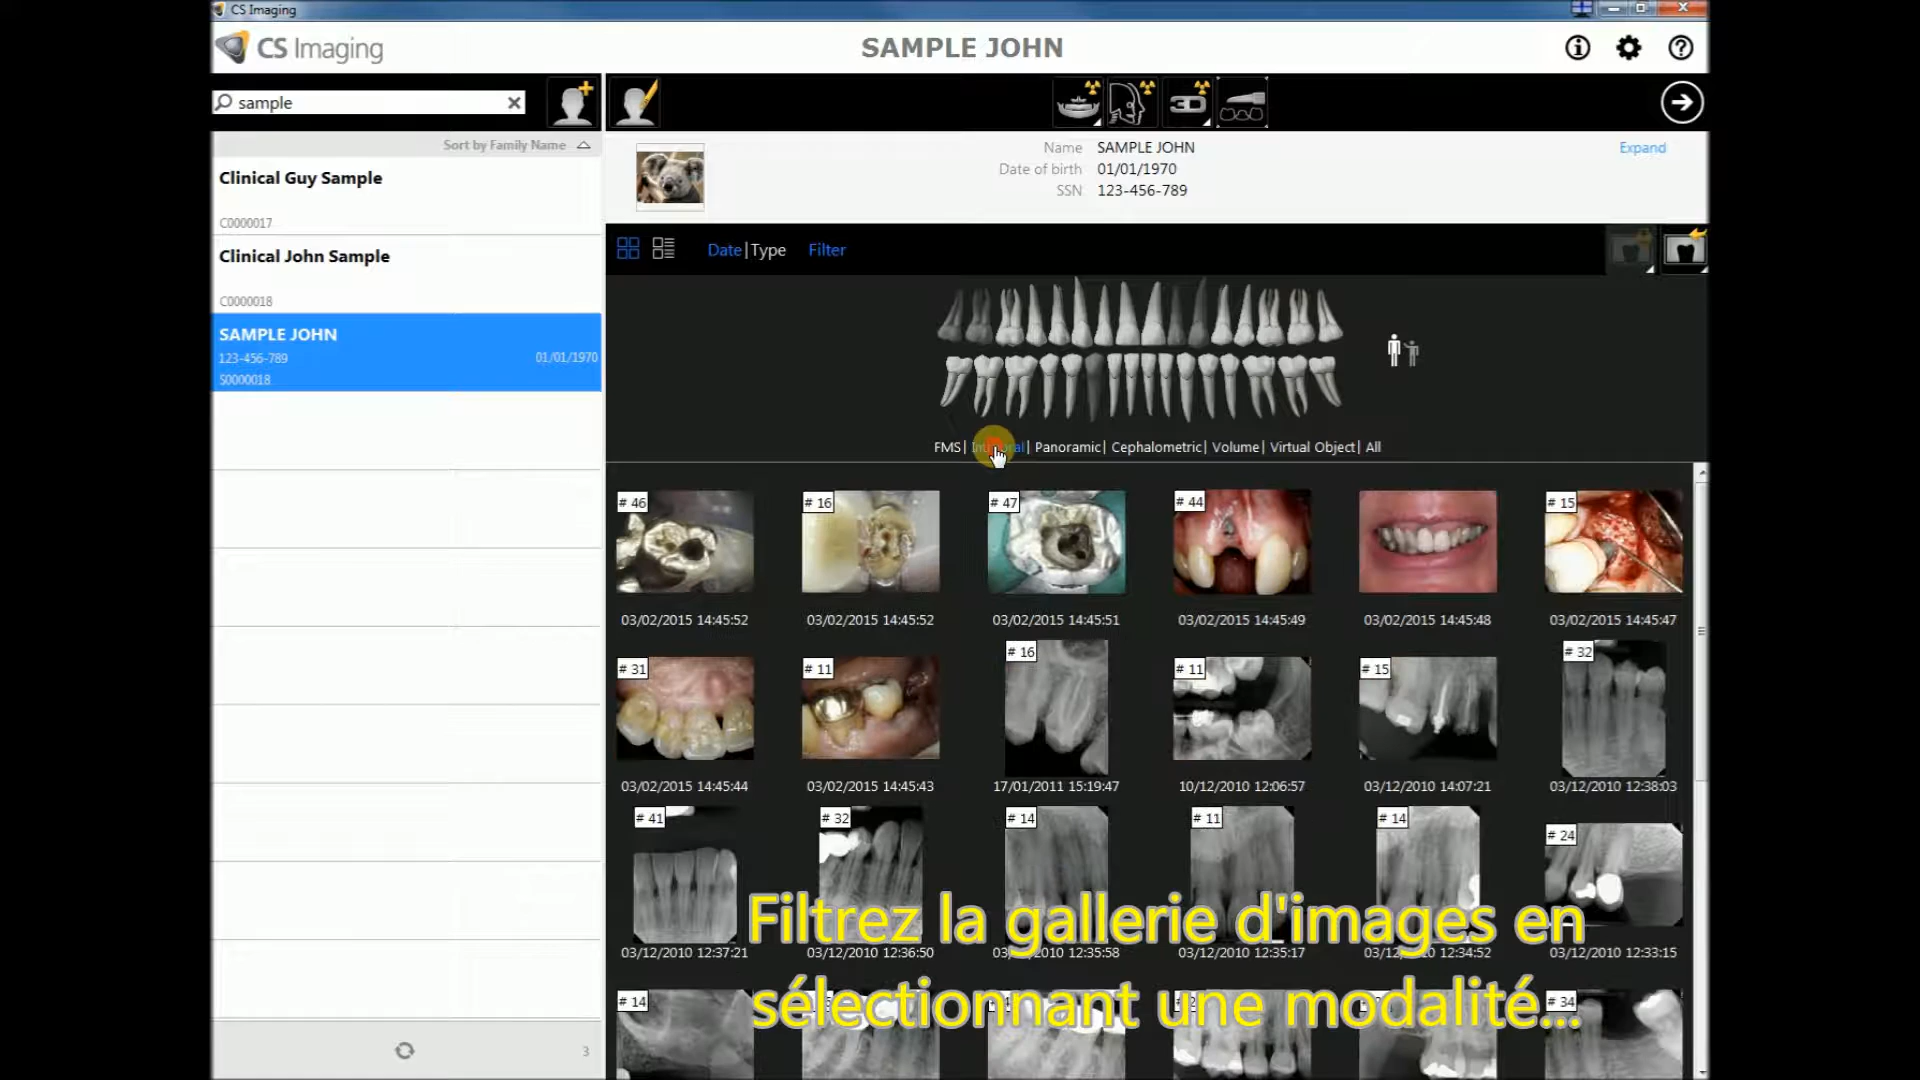 CS Imaging
CS Imaging
SAMPLE JOHN
sample
Sort by Family Name
Clinical Guy Sample
C0000017
Clinical John Sample
C0000018
SAMPLE JOHN
123-456-789 01/01/1970
S0000018
3
3D
Name SAMPLE JOHN
Date of birth 01/01/1970
SSN 123-456-789
Expand
Date|Type Filter
FMS| | Panoramic| Cephalometric| Volume| Virtual Object| All
# 46 # 16 # 47 # 44 # 15
03/02/2015 14:45:52 03/02/2015 14:45:52 03/02/2015 14:45:51 03/02/2015 14:45:49 03/02/2015 14:45:48 03/02/2015 14:45:47
# 31 # 11 # 16 # 11 # 15 # 32
03/02/2015 14:45:44 03/02/2015 14:45:43 17/01/2011 15:19:47 10/12/2010 12:06:57 03/12/2010 14:07:21 03/12/2010 12:38:03
# 41 # 32 # 14 # 11 # 14 # 24
03/12/2010 12:37:21 03/12/2010 12:36:50 03/12/2010 12:35:58 03/12/2010 12:35:17 03/12/2010 12:34:52 03/12/2010 12:33:15
# 14 # 34
Filtrez la gallerie d'images en
sélectionnant une modalité...